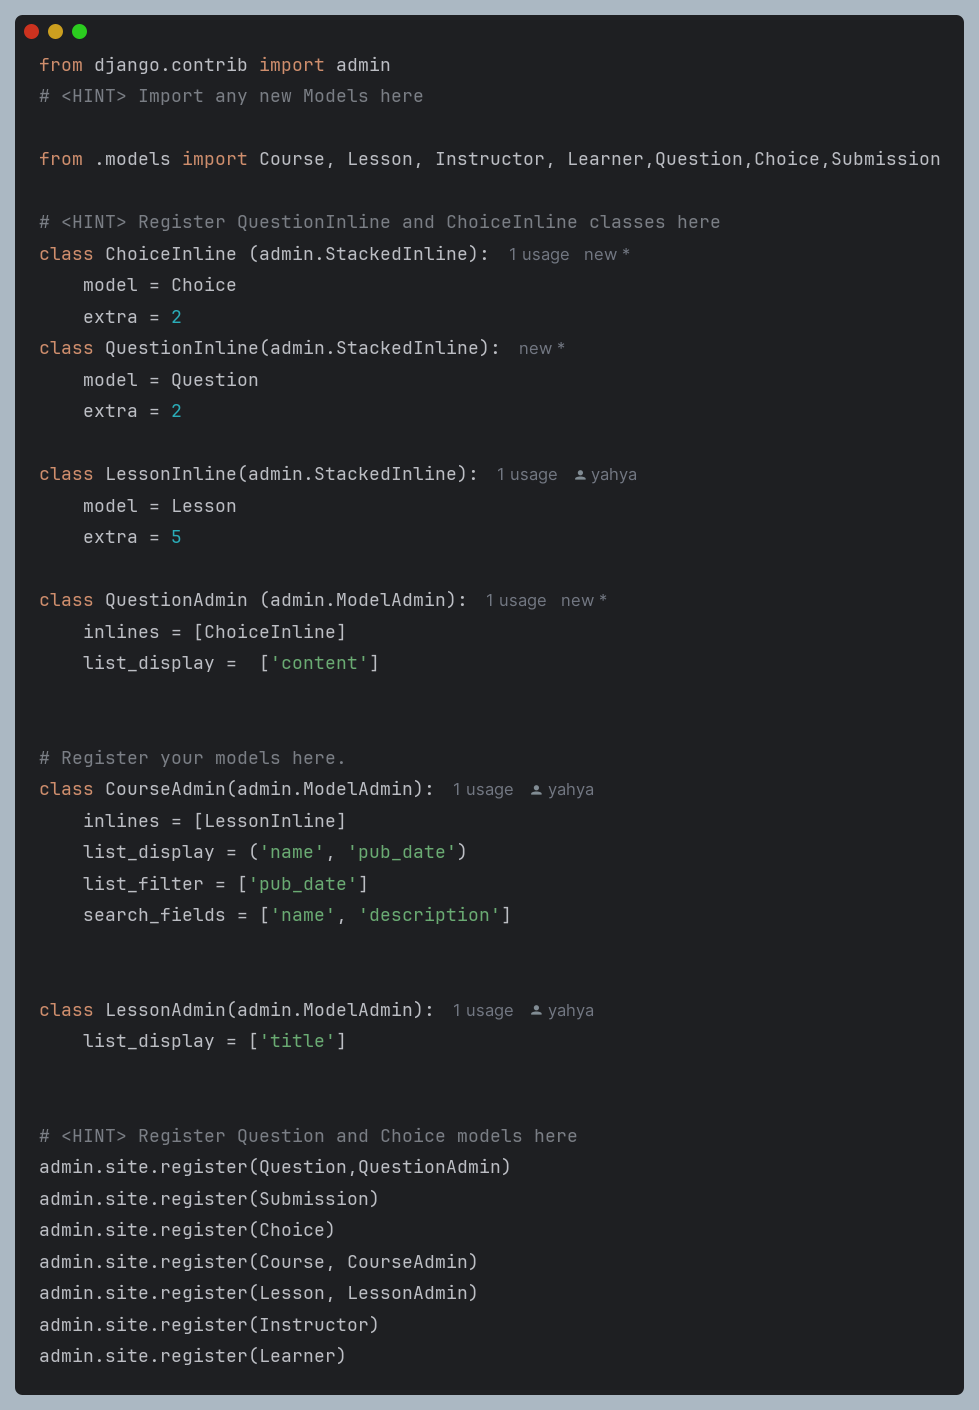 from django.contrib import admin
# <HINT> Import any new Models here
from .models import Course, Lesson, Instructor, Learner,Question,Choice,Submission
# <HINT> Register QuestionInline and ChoiceInline classes here
class ChoiceInline (admin.StackedInline): 1 usage new *
    model = Choice
    extra = 2
class QuestionInline(admin.StackedInline): new *
    model = Question
    extra = 2
class LessonInline(admin.StackedInline): 1 usage yahya
    model = Lesson
    extra = 5
class QuestionAdmin (admin.ModelAdmin): 1 usage new *
    inlines = [ChoiceInline]
    list_display =  ['content']
# Register your models here.
class CourseAdmin(admin.ModelAdmin): 1 usage yahya
    inlines = [LessonInline]
    list_display = ('name', 'pub_date')
    list_filter = ['pub_date']
    search_fields = ['name', 'description']
class LessonAdmin(admin.ModelAdmin): 1 usage yahya
    list_display = ['title']
# <HINT> Register Question and Choice models here
admin.site.register(Question,QuestionAdmin)
admin.site.register(Submission)
admin.site.register(Choice)
admin.site.register(Course, CourseAdmin)
admin.site.register(Lesson, LessonAdmin)
admin.site.register(Instructor)
admin.site.register(Learner)